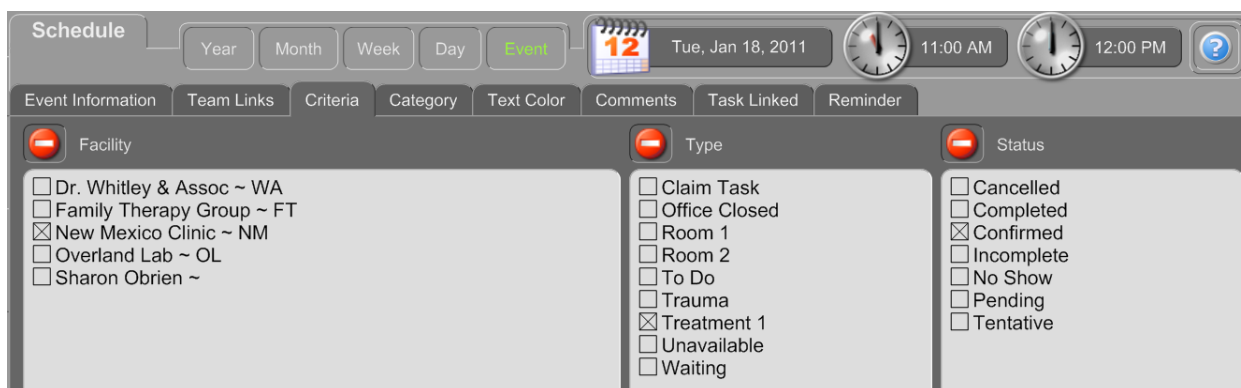 Schedule
Year Month Week Day Event
12 Tue, Jan 18, 2011 11:00 AM 12:00 PM ?
Event Information Team Links Criteria Category Text Color Comments Task Linked Reminder
Facility
Dr. Whitley & Assoc ~ WA
Family Therapy Group ~ FT
New Mexico Clinic ~ NM
Overland Lab ~ OL
Sharon Obrien ~
Type
Claim Task
Office Closed
Room 1
Room 2
To Do
Trauma
Treatment 1
Unavailable
Waiting
Status
Cancelled
Completed
Confirmed
Incomplete
No Show
Pending
Tentative